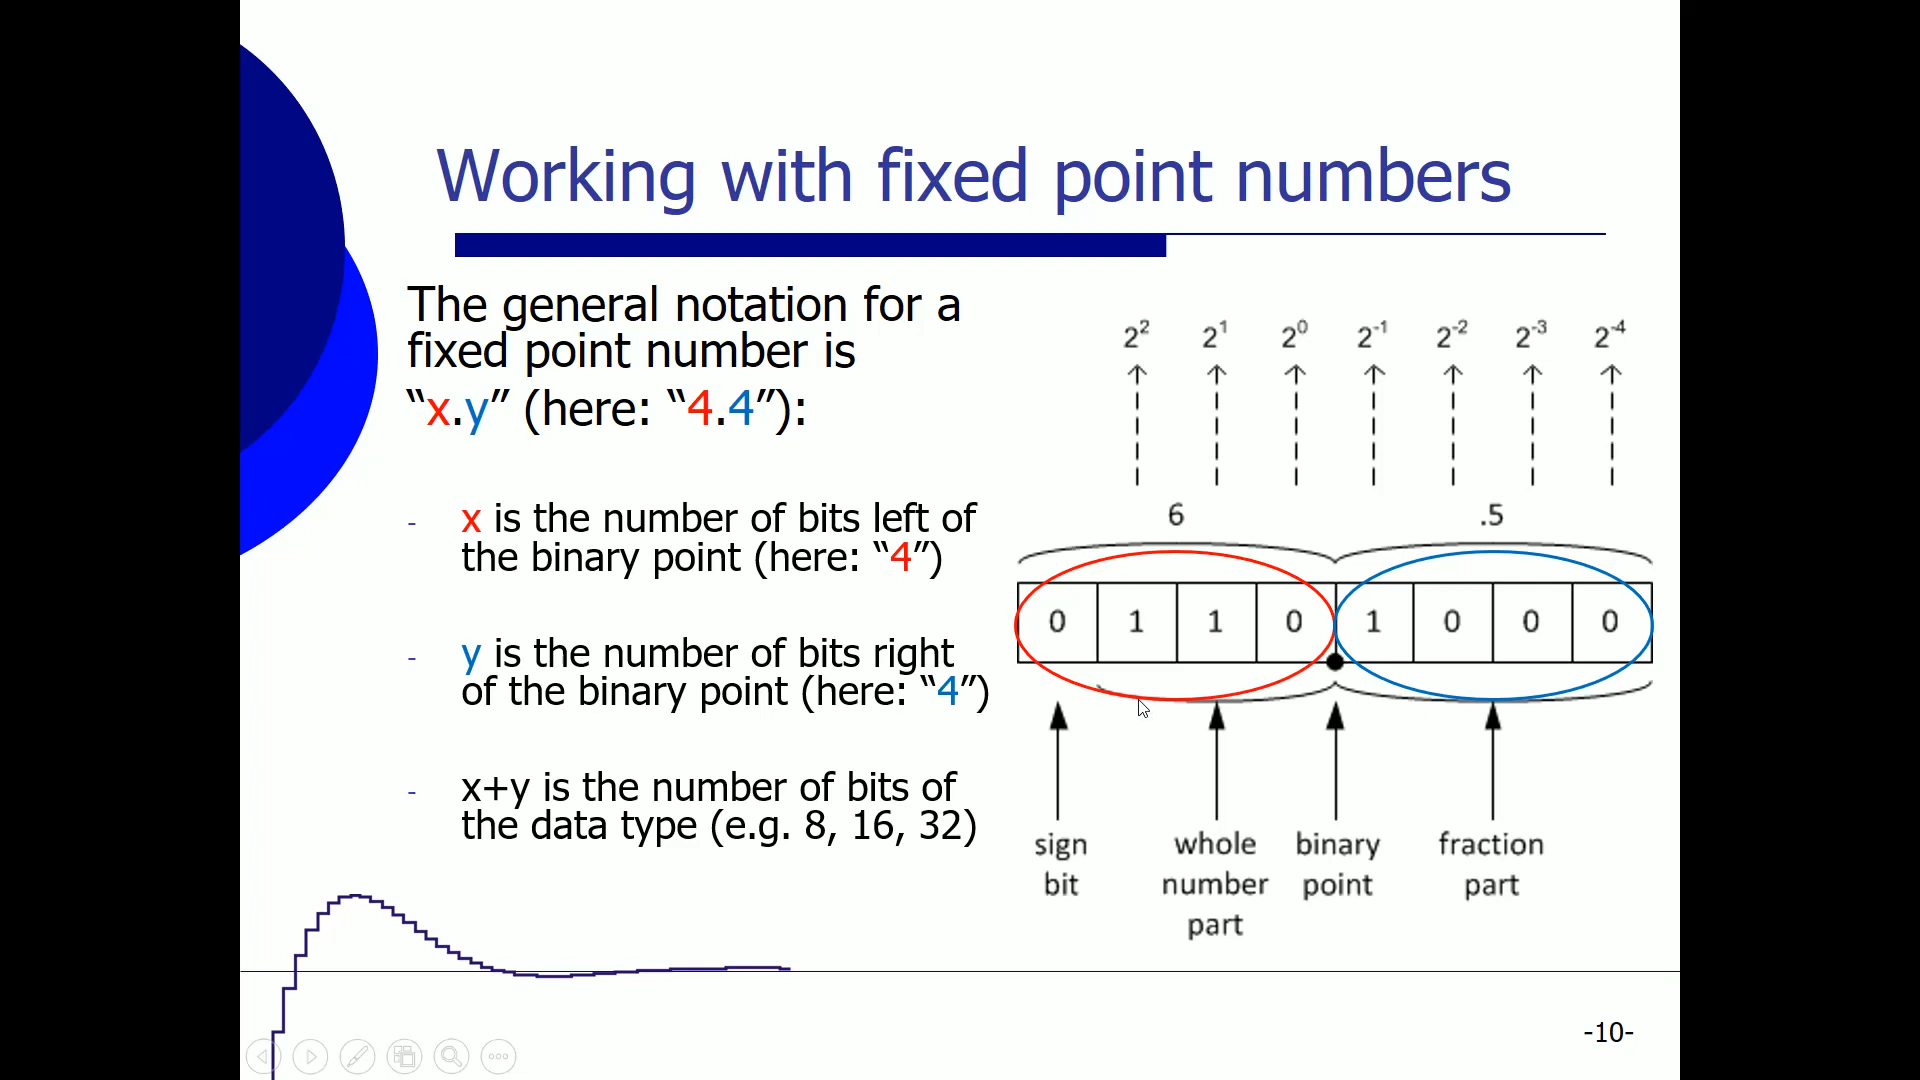 Working with fixed point numbers
The general notation for a
fixed point number is
“x.y” (here: “4.4”):
- x is the number of bits left of
the binary point (here: “4”)
- y is the number of bits right
of the binary point (here: “4”)
- x+y is the number of bits of
the data type (e.g. 8, 16, 32)
2² 2¹ 2⁰ 2⁻¹ 2⁻² 2⁻³ 2⁻⁴
6 .5
0 1 1 0 1 0 0 0
sign
bit
whole
number
part
binary
point
fraction
part
-10-